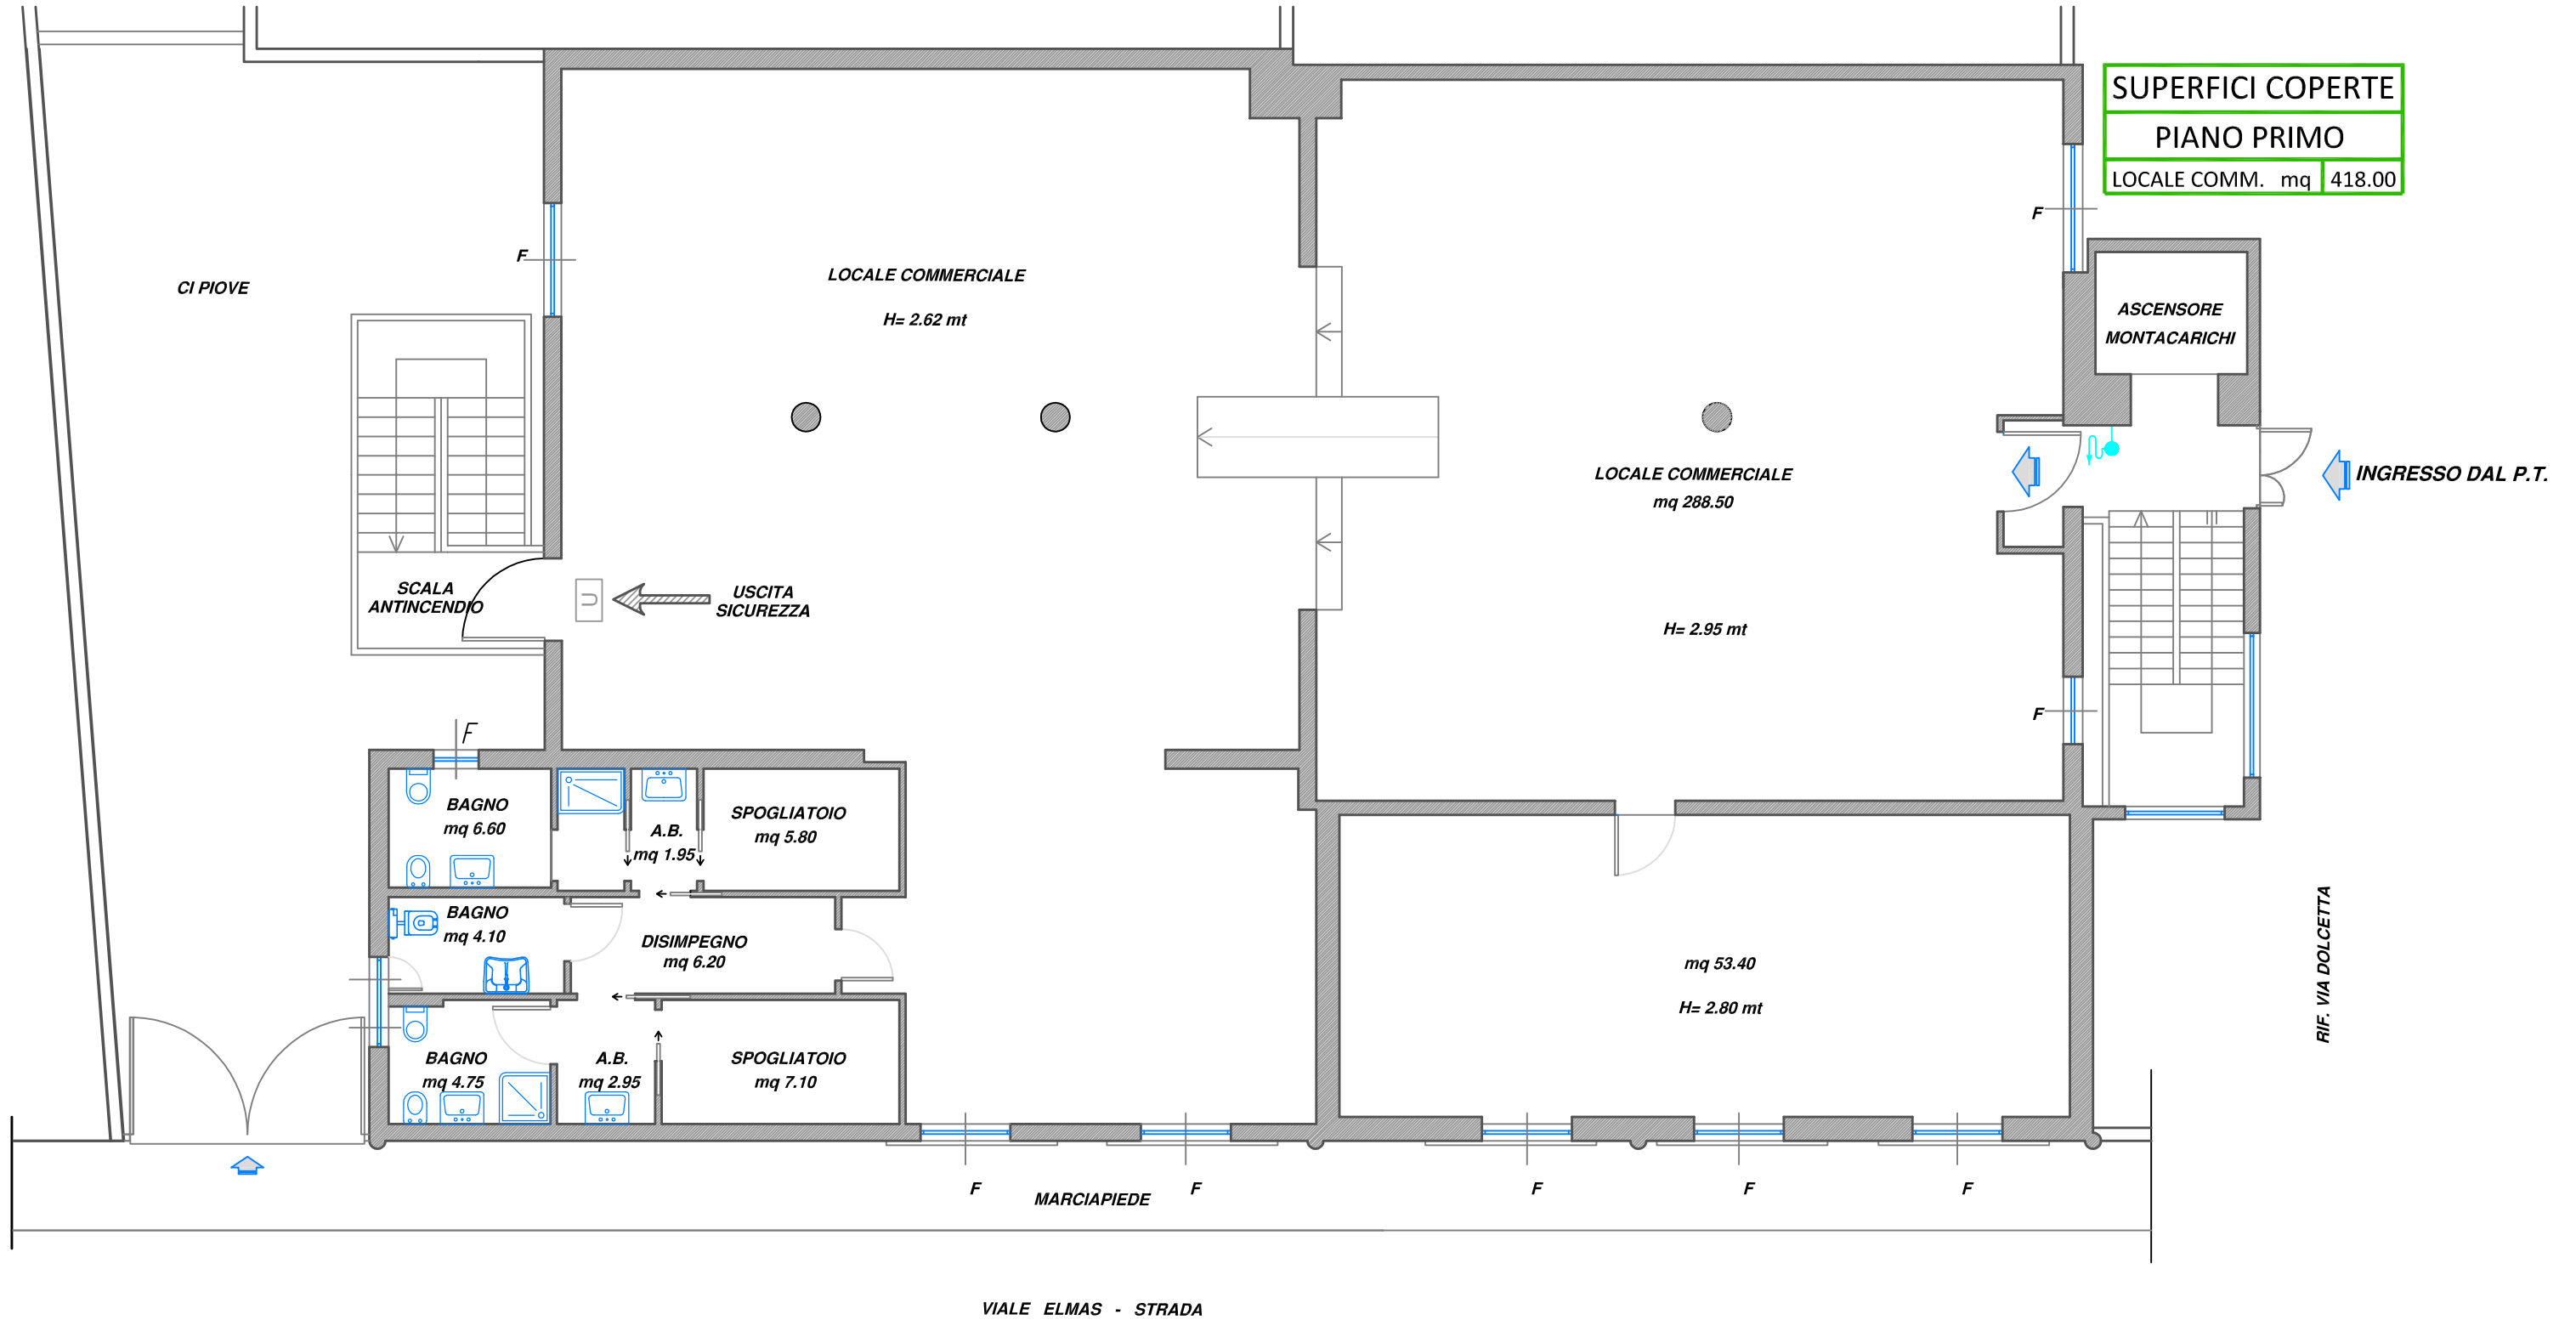 SUPERFICI COPERTE
PIANO PRIMO
LOCALE COMM. mq 418.00
F
F
LOCALE COMMERCIALE
H= 2.62 mt
CI PIOVE
ASCENSORE
MONTACARICHI
LOCALE COMMERCIALE
mq 288.50
INGRESSO DAL P.T.
SCALA
ANTINCENDIO
U
USCITA
SICUREZZA
H= 2.95 mt
F
F
BAGNO
mq 6.60
A.B.
mq 1.95
SPOGLIATOIO
mq 5.80
BAGNO
mq 4.10
DISIMPEGNO
mq 6.20
mq 53.40
H= 2.80 mt
RIF. VIA DOLCETTA
BAGNO
mq 4.75
A.B.
mq 2.95
SPOGLIATOIO
mq 7.10
F
F
F
F
F
MARCIAPIEDE
VIALE ELMAS - STRADA